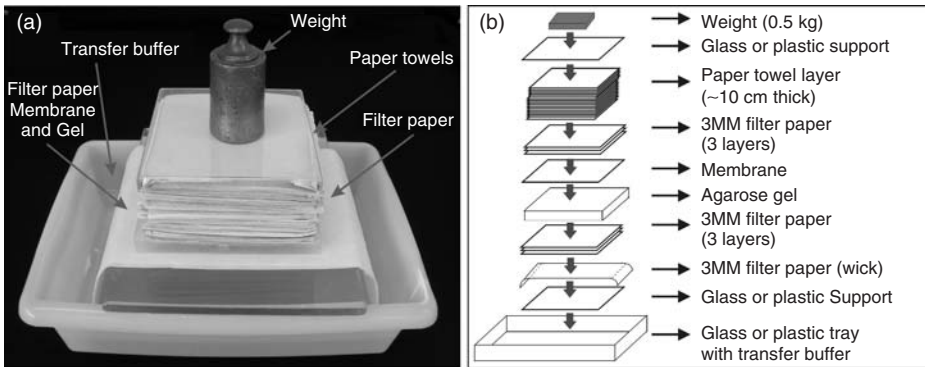 (a)
Weight
Transfer buffer
Paper towels
Filter paper
Membrane
and Gel
Filter paper
(b)
Weight (0.5 kg)
Glass or plastic support
Paper towel layer
(~10 cm thick)
3MM filter paper
(3 layers)
Membrane
Agarose gel
3MM filter paper
(3 layers)
3MM filter paper (wick)
Glass or plastic Support
Glass or plastic tray
with transfer buffer